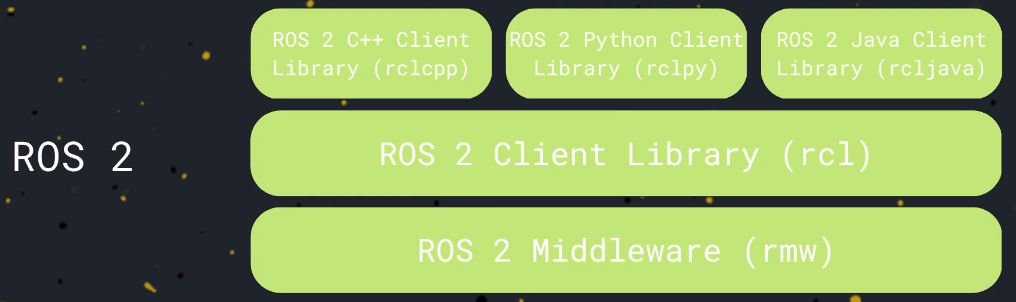 ROS 2 C++ Client
Library (rclcpp)
ROS 2 Python Client
Library (rclpy)
ROS 2 Java Client
Library (rcljava)
ROS 2
ROS 2 Client Library (rcl)
ROS 2 Middleware (rmw)